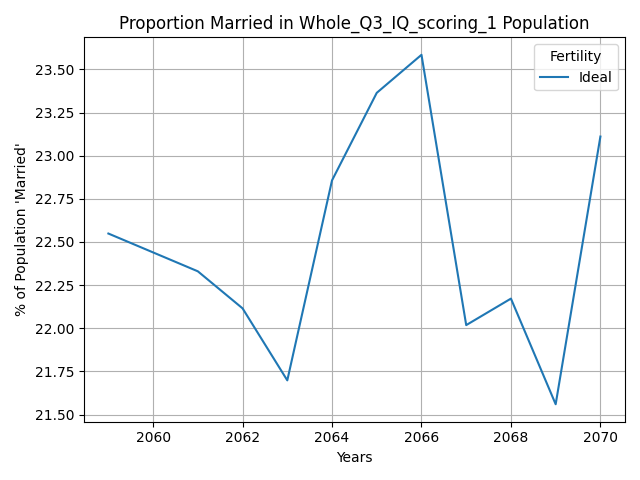 Proportion Married in Whole_Q3_IQ_scoring_1 Population
Fertility
Ideal
% of Population 'Married'
23.50
23.25
23.00
22.75
22.50
22.25
22.00
21.75
21.50
2060 2062 2064 2066 2068 2070
Years